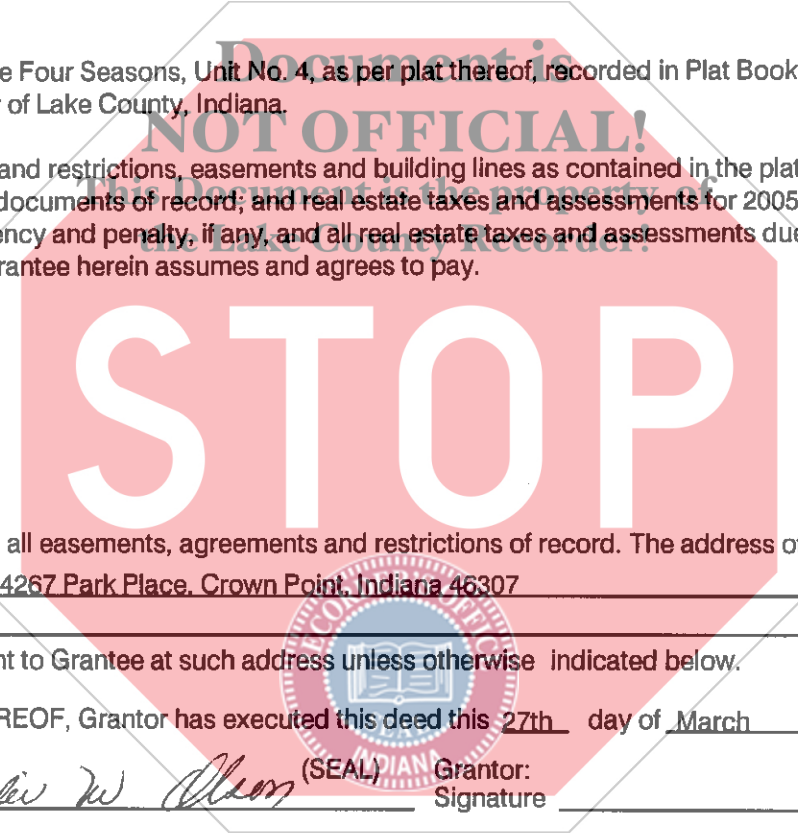 Document is
e Four Seasons, Unit No. 4, as per plat thereof, recorded in Plat Book
of Lake County, Indiana.
NOT OFFICIAL!
and restrictions, easements and building lines as contained in the plat
This Document is the property of
documents of record; and real estate taxes and assessments for 2005
ency and penalty, if any, and all real estate taxes and assessments due
the Lake County Recorder!
rantee herein assumes and agrees to pay.
STOP
all easements, agreements and restrictions of record. The address o
4267 Park Place, Crown Point, Indiana 46307
nt to Grantee at such address unless otherwise indicated below.
REOF, Grantor has executed this deed this 27th day of March
INDIANA
(SEAL) Grantor:
W Olson Signature